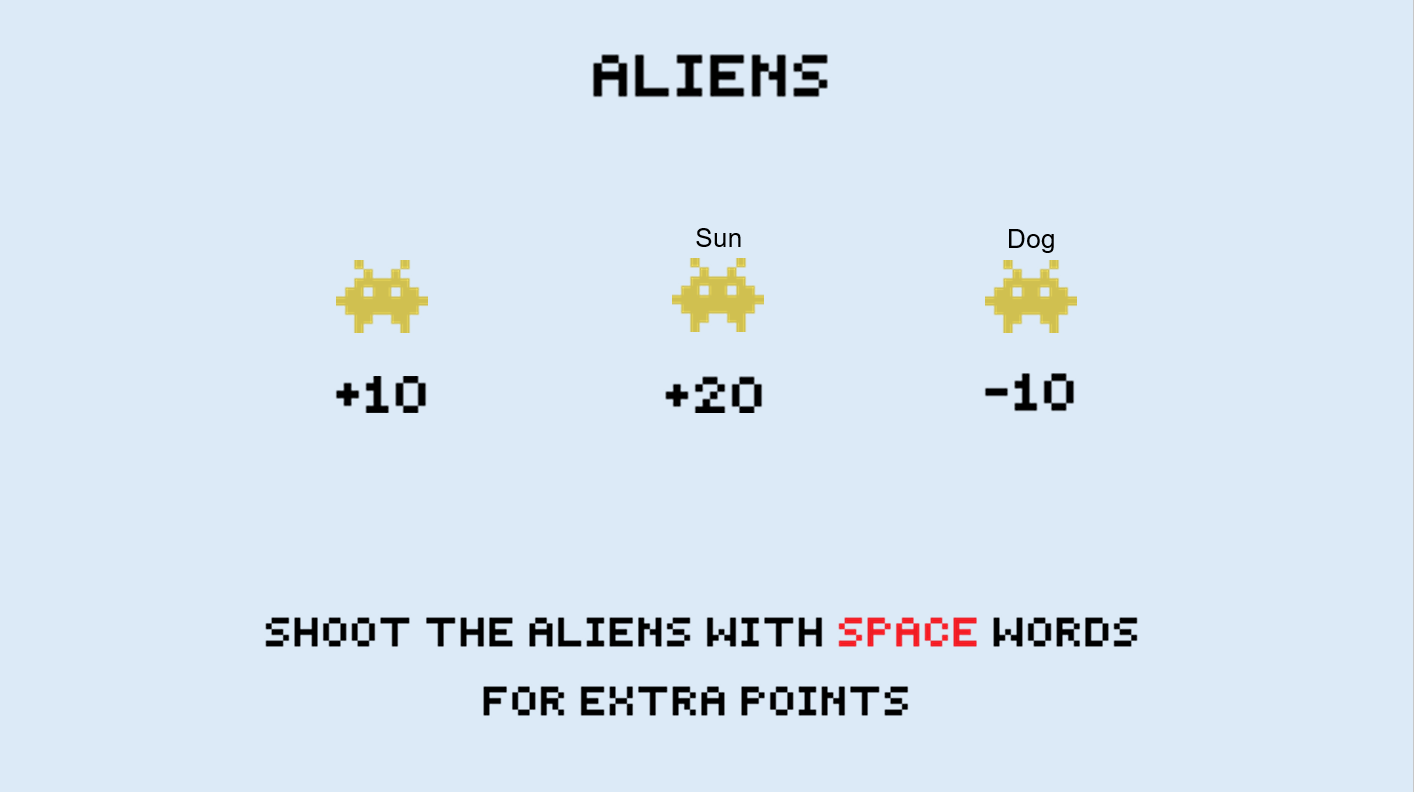 ALIENS
Sun
Dog
+10
+20
-10
SHOOT THE ALIENS WITH SPACE WORDS
FOR EXTRA POINTS